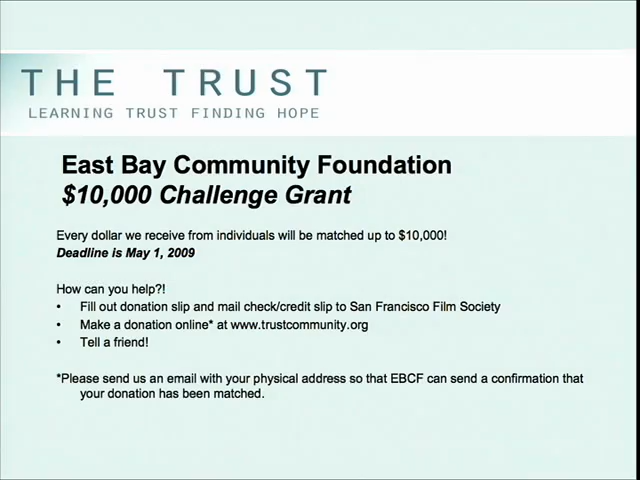 THE TRUST
LEARNING TRUST FINDING HOPE
East Bay Community Foundation
$10,000 Challenge Grant
Every dollar we receive from individuals will be matched up to $10,000!
Deadline is May 1, 2009
How can you help?!
• Fill out donation slip and mail check/credit slip to San Francisco Film Society
• Make a donation online* at www.trustcommunity.org
• Tell a friend!
*Please send us an email with your physical address so that EBCF can send a confirmation that
your donation has been matched.